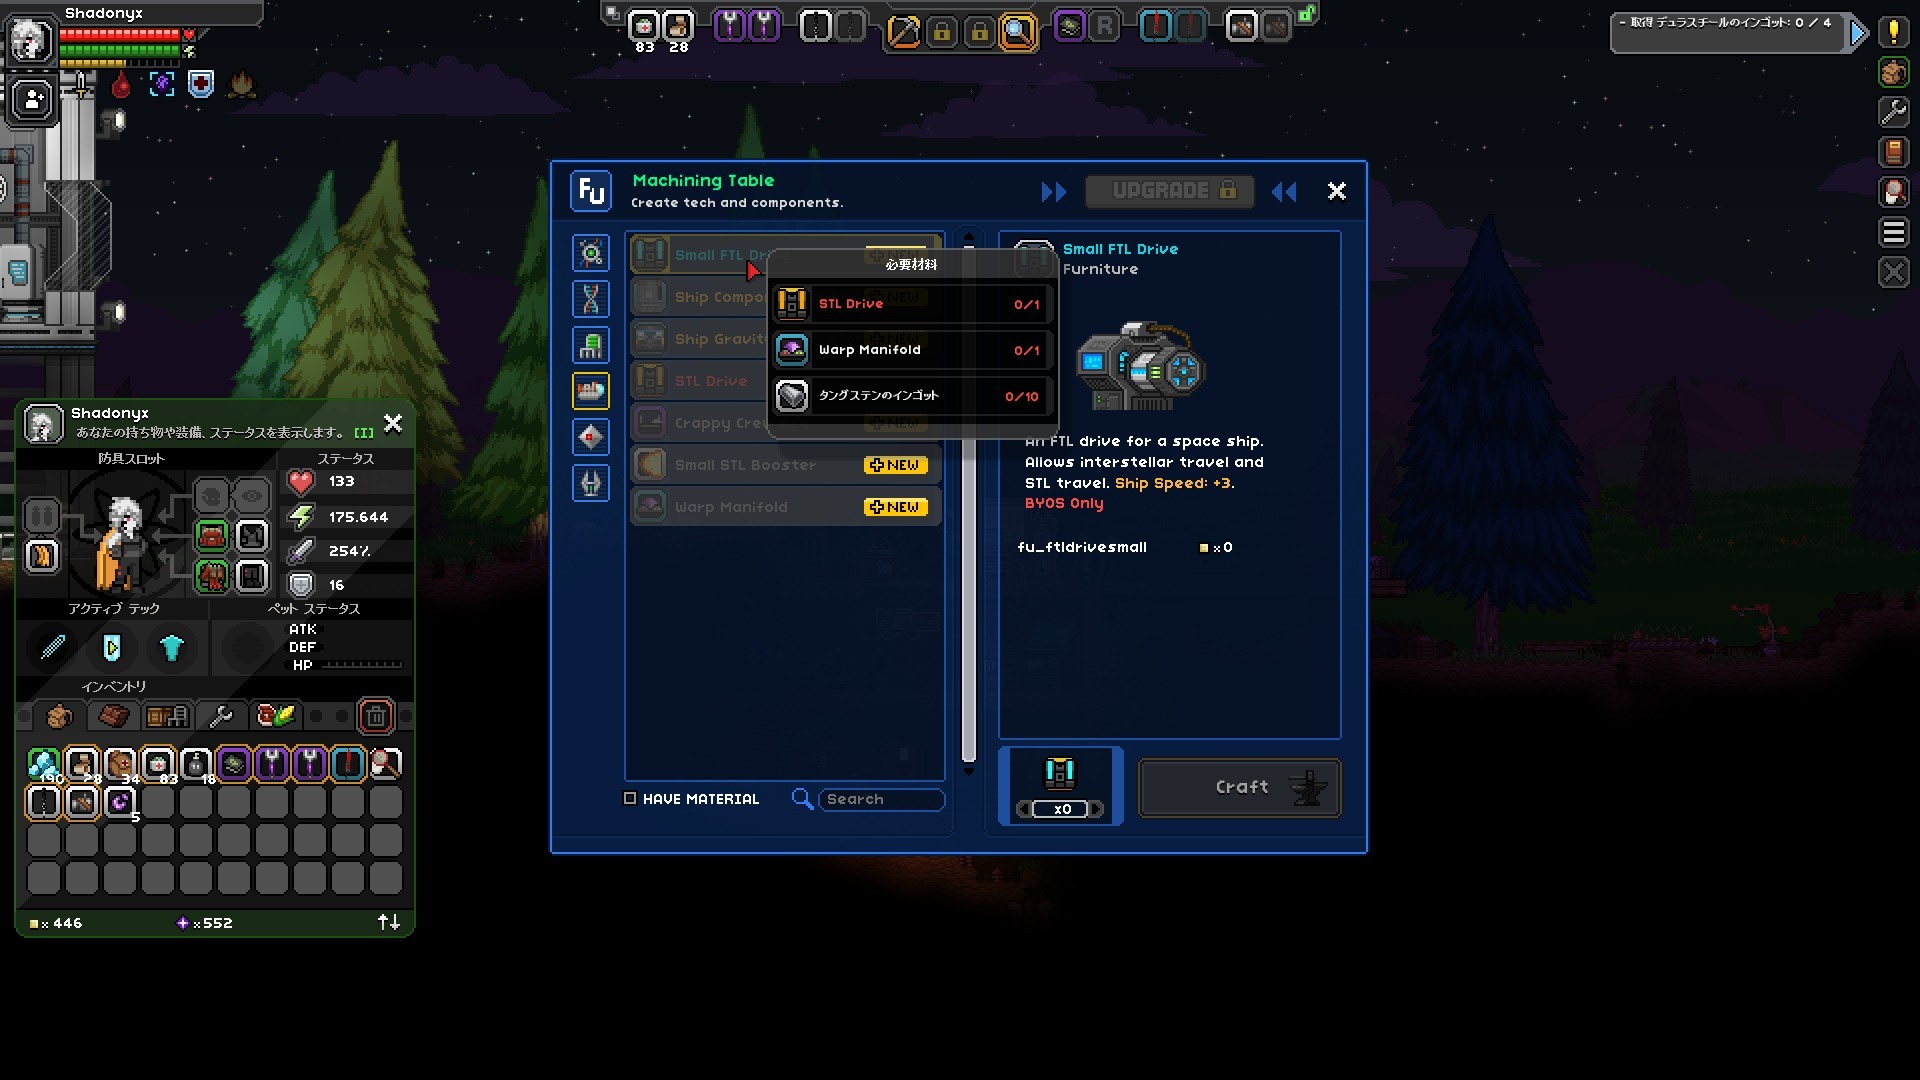 Shadonyx
83 28
R
- 取得 デュラスチールのインゴット: 0 / 4
FU
Machining Table
Create tech and components.
UPGRADE
Small FTL Dri
必要材料
STL Drive 0/1
Warp Manifold 0/1
タングステンのインゴット 0/10
Ship Compo NEW
Ship Gravit
STL Drive
Crappy Cre
Small STL Booster NEW
Warp Manifold NEW
HAVE MATERIAL
Search
Small FTL Drive
Furniture
An FTL drive for a space ship.
Allows interstellar travel and
STL travel. Ship Speed: +3.
BYOS Only
fu_ftldrivesmall x0
x0
Craft
Shadonyx
あなたの持ち物や装備、ステータスを表示します。 [I]
防具スロット
ステータス
133
175.644
254%
16
アクティブ テック
ペット ステータス
ATK
DEF
HP
インベントリ
190 28 34 83 18
5
x 446
x552